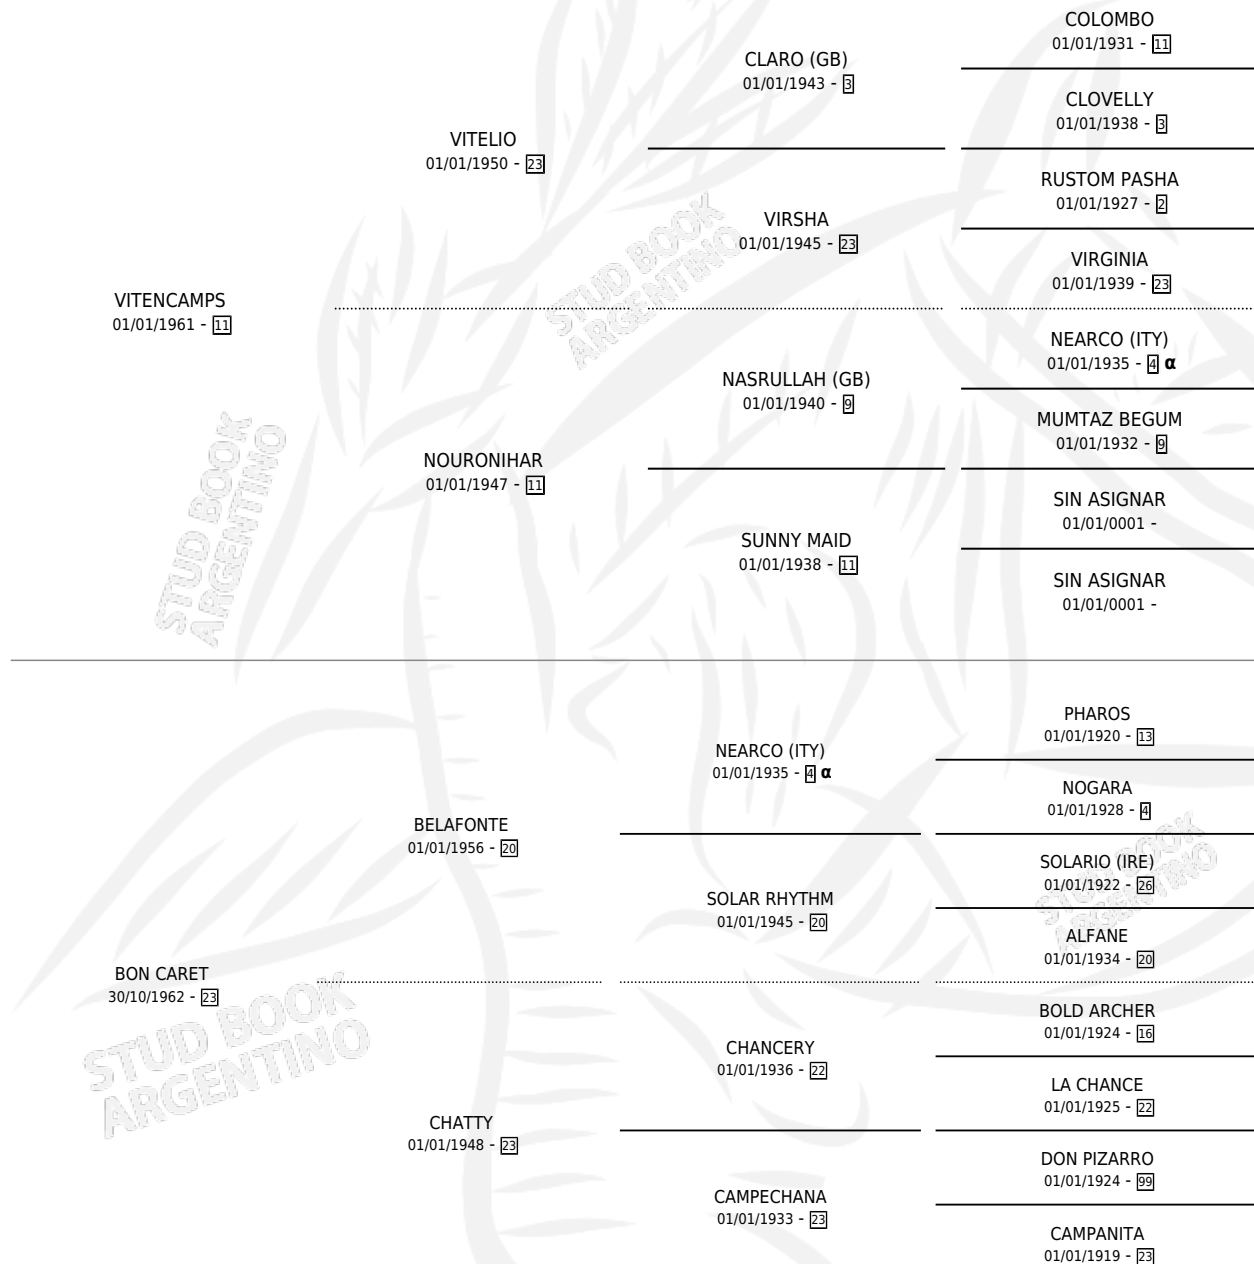 COLOMBO
01/01/1931 - 11
CLARO (GB)
01/01/1943 - 3
CLOVELLY
01/01/1938 - 3
VITELIO
01/01/1950 - 23
RUSTOM PASHA
01/01/1927 - 2
VIRSHA
01/01/1945 - 23
VIRGINIA
01/01/1939 - 23
STUD BOOK
ARGENTINO
VITENCAMPS
01/01/1961 - 11
NEARCO (ITY)
01/01/1935 - 4 α
NASRULLAH (GB)
01/01/1940 - 9
MUMTAZ BEGUM
01/01/1932 - 9
NOURONIHAR
01/01/1947 - 11
SIN ASIGNAR
01/01/0001 -
SUNNY MAID
01/01/1938 - 11
SIN ASIGNAR
01/01/0001 -
STUD BOOK
ARGENTINO
PHAROS
01/01/1920 - 13
NEARCO (ITY)
01/01/1935 - 4 α
NOGARA
01/01/1928 - 4
BELAFONTE
01/01/1956 - 20
SOLARIO (IRE)
01/01/1922 - 26
SOLAR RHYTHM
01/01/1945 - 20
ALFANE
01/01/1934 - 20
STUD BOOK
ARGENTINO
BON CARET
30/10/1962 - 23
BOLD ARCHER
01/01/1924 - 16
CHANCERY
01/01/1936 - 22
LA CHANCE
01/01/1925 - 22
STUD BOOK
ARGENTINO
CHATTY
01/01/1948 - 23
DON PIZARRO
01/01/1924 - 99
CAMPECHANA
01/01/1933 - 23
CAMPANITA
01/01/1919 - 23